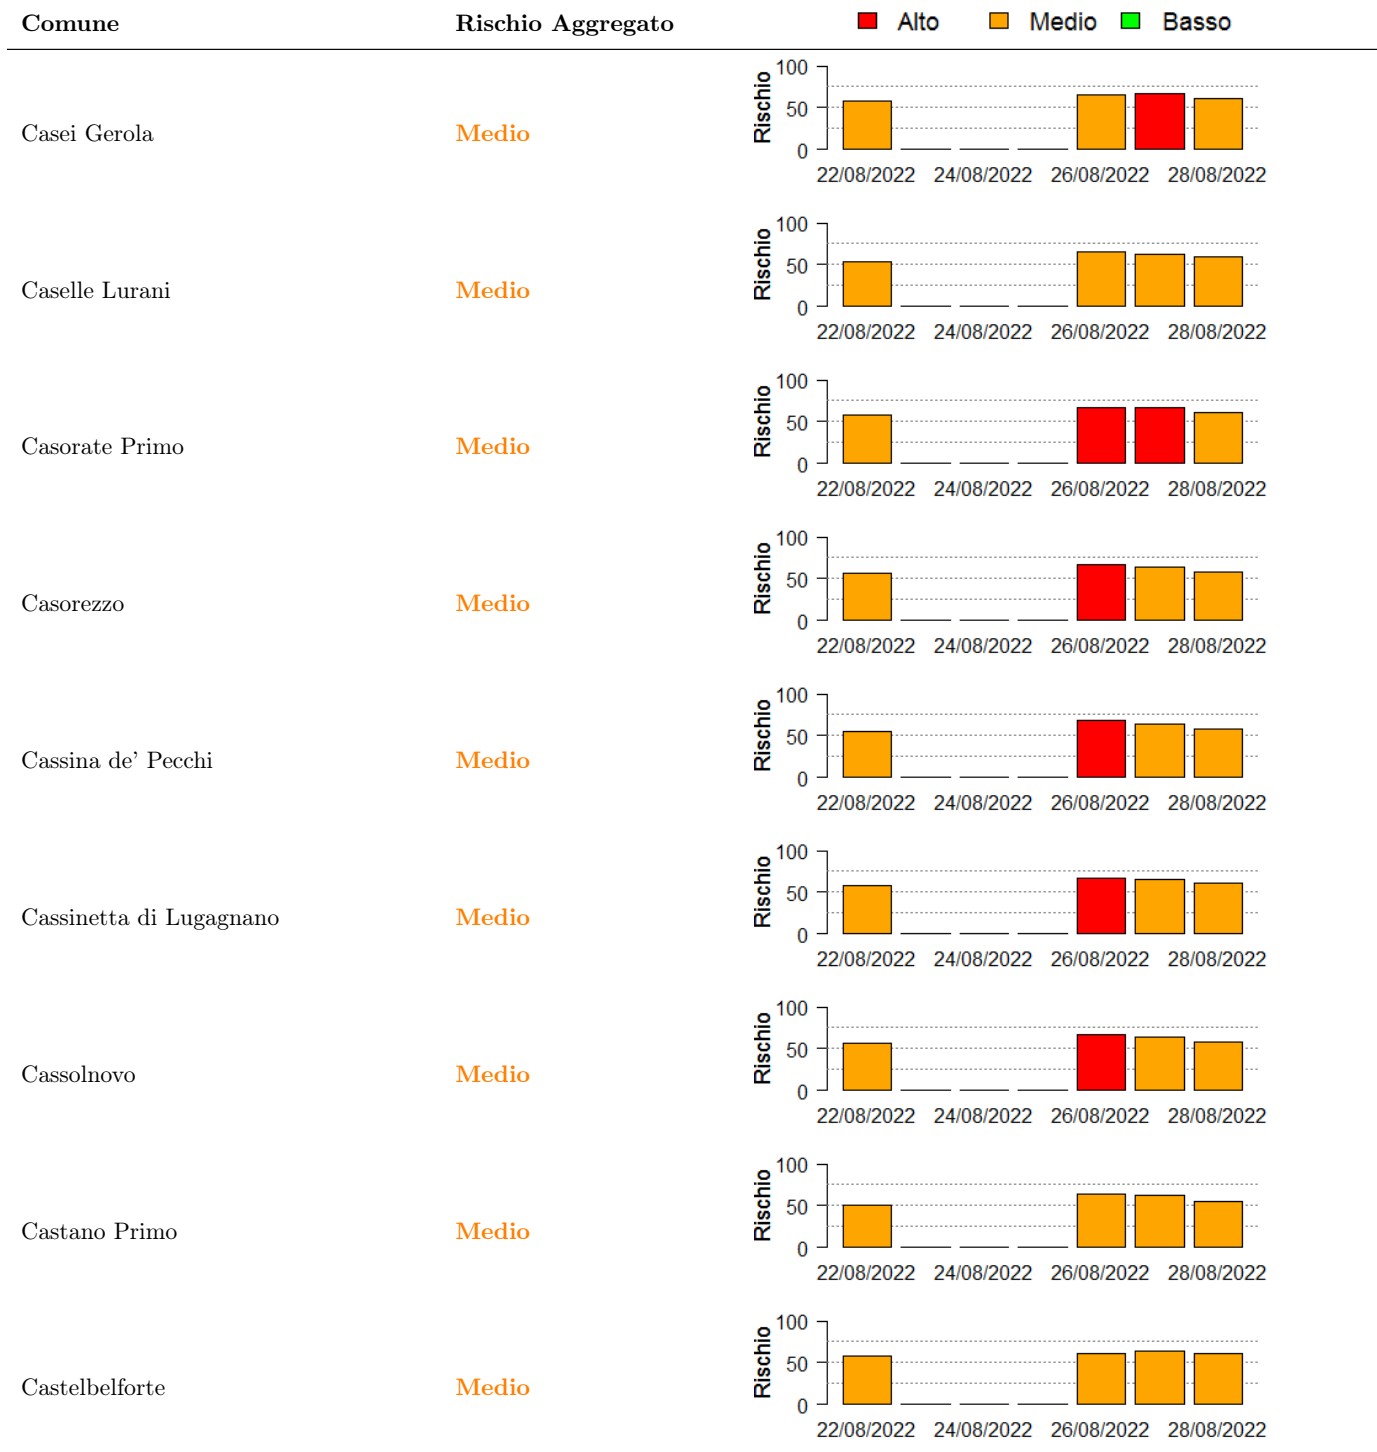 Comune Rischio Aggregato Alto Medio Basso
100
50
0
Rischio
Casei Gerola Medio
22/08/2022 24/08/2022 26/08/2022 28/08/2022
100
50
0
Rischio
Caselle Lurani Medio
22/08/2022 24/08/2022 26/08/2022 28/08/2022
100
50
0
Rischio
Casorate Primo Medio
22/08/2022 24/08/2022 26/08/2022 28/08/2022
100
50
0
Rischio
Casorezzo Medio
22/08/2022 24/08/2022 26/08/2022 28/08/2022
100
50
0
Rischio
Cassina de’ Pecchi Medio
22/08/2022 24/08/2022 26/08/2022 28/08/2022
100
50
0
Rischio
Cassinetta di Lugagnano Medio
22/08/2022 24/08/2022 26/08/2022 28/08/2022
100
50
0
Rischio
Cassolnovo Medio
22/08/2022 24/08/2022 26/08/2022 28/08/2022
100
50
0
Rischio
Castano Primo Medio
22/08/2022 24/08/2022 26/08/2022 28/08/2022
100
50
0
Rischio
Castelbelforte Medio
22/08/2022 24/08/2022 26/08/2022 28/08/2022